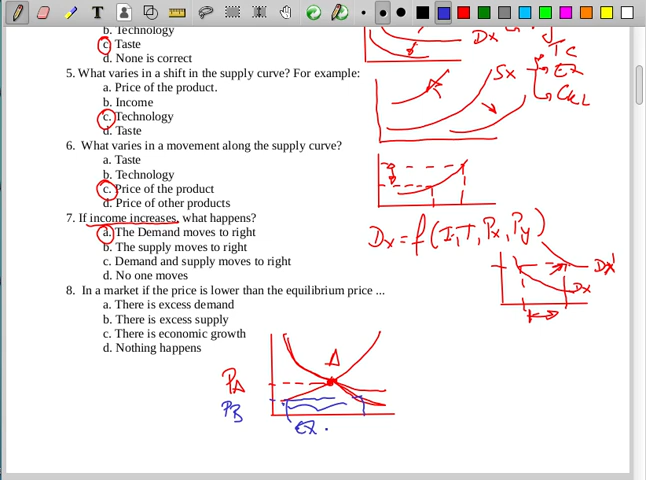 b. Technology
c. Taste
d. None is correct
5. What varies in a shift in the supply curve? For example:
a. Price of the product.
b. Income
c. Technology
d. Taste
6. What varies in a movement along the supply curve?
a. Taste
b. Technology
c. Price of the product
d. Price of other products
7. If income increases, what happens?
a. The Demand moves to right
b. The supply moves to right
c. Demand and supply moves to right
d. No one moves
8. In a market if the price is lower than the equilibrium price ...
a. There is excess demand
b. There is excess supply
c. There is economic growth
d. Nothing happens
T
Dx
TC
Sx
Dx = f(I, T, Px, Py)
Dx'
Dx
A
PA
PB